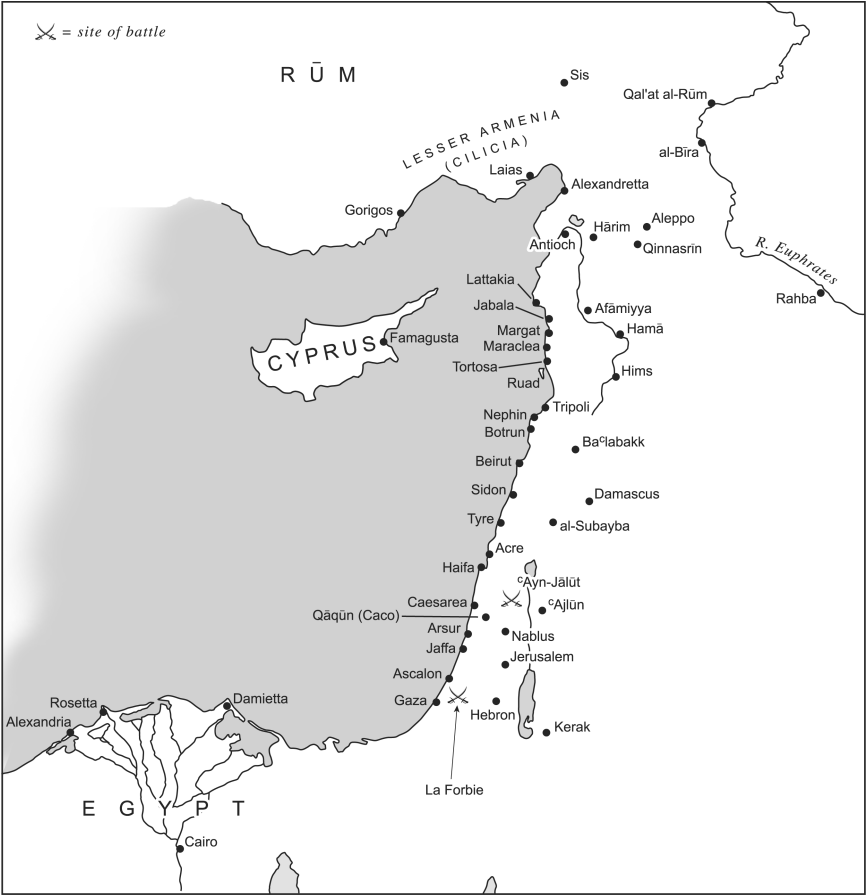 = site of battle
RŪM
Sis
Qal'at al-Rūm
LESSER ARMENIA
(CILICIA)
al-Bīra
Laias
Alexandretta
Gorigos
Aleppo
Hārim
Antioch
Qinnasrīn
R. Euphrates
Lattakia
Rahba
Jabala
Afāmiyya
Margat
Hamā
Famagusta
Maraclea
CYPRUS
Tortosa
Hims
Ruad
Tripoli
Nephin
Botrun
Baᶜlabakk
Beirut
Sidon
Damascus
Tyre
al-Subayba
Acre
Haifa
ᶜAyn-Jālūt
Caesarea
ᶜAjlūn
Qāqūn (Caco)
Arsur
Nablus
Jaffa
Jerusalem
Ascalon
Rosetta
Damietta
Gaza
Hebron
Alexandria
Kerak
La Forbie
EGYPT
Cairo